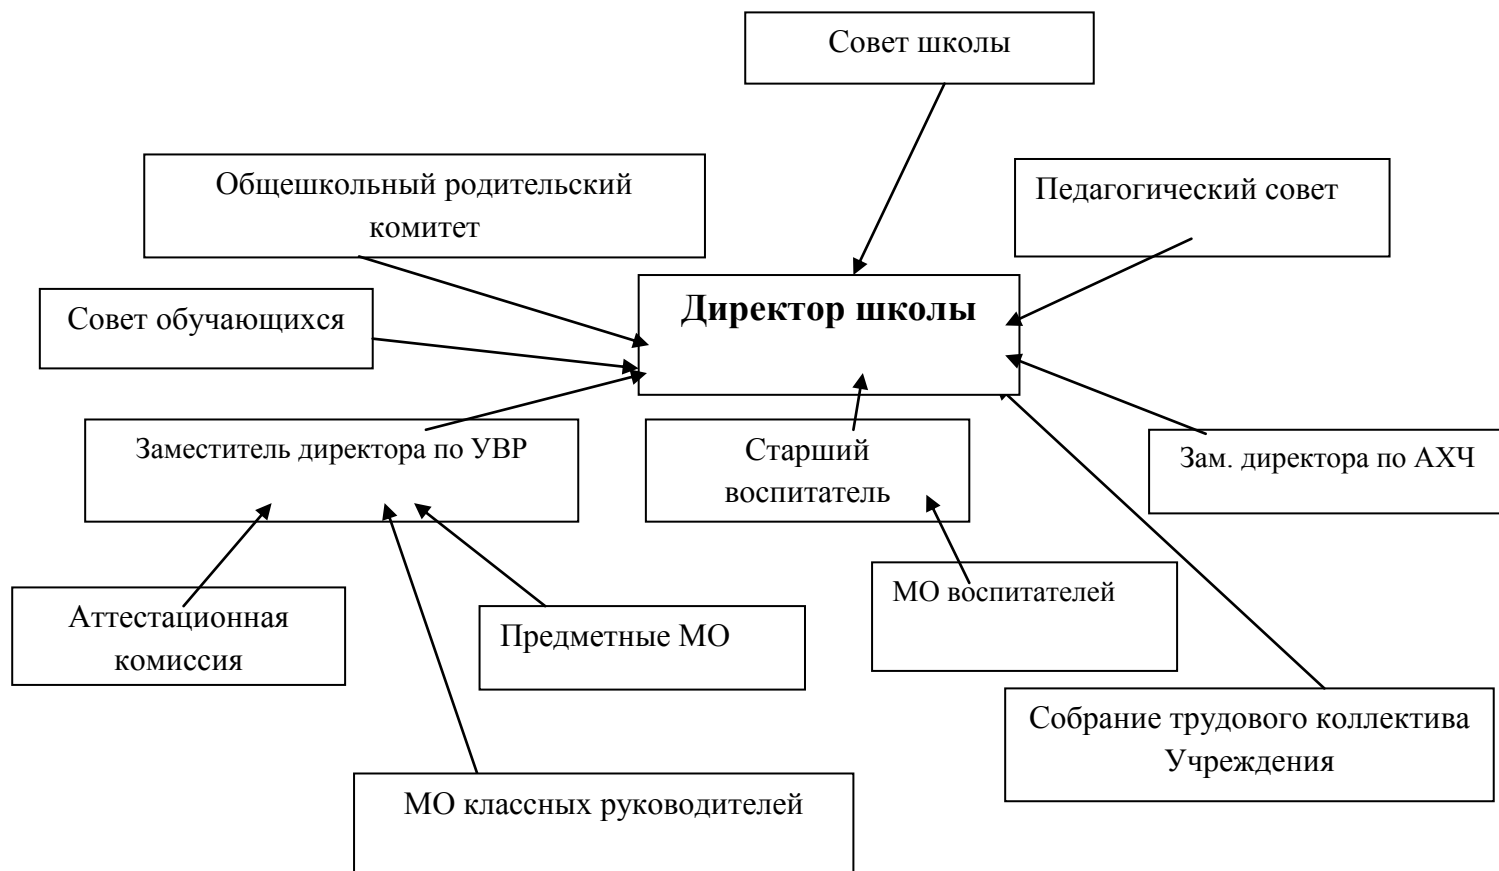 Совет школы
Общешкольный родительский
комитет
Педагогический совет
Совет обучающихся
Директор школы
Заместитель директора по УВР
Старший
воспитатель
Зам. директора по АХЧ
Аттестационная
комиссия
Предметные МО
МО воспитателей
Собрание трудового коллектива
Учреждения
МО классных руководителей